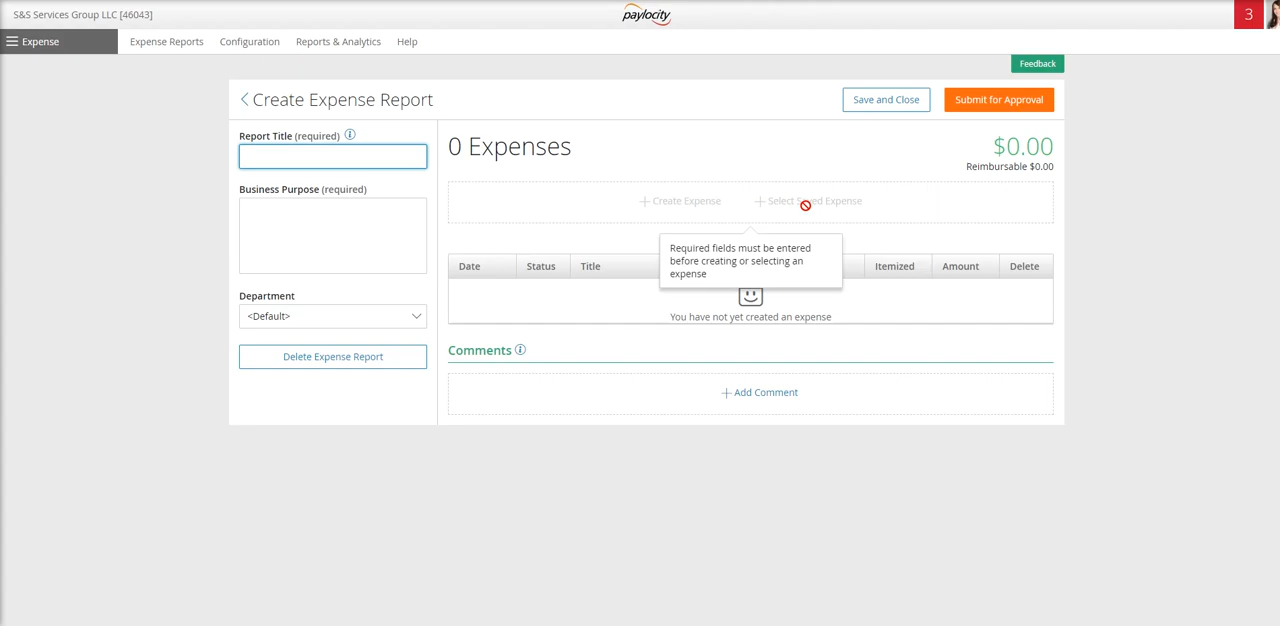 S&S Services Group LLC [46043]
paylocity
3
Expense
Expense Reports
Configuration
Reports & Analytics
Help
Feedback
Create Expense Report
Save and Close
Submit for Approval
Report Title (required)
0 Expenses
$0.00
Reimbursable $0.00
Business Purpose (required)
Create Expense
Select Saved Expense
Required fields must be entered
before creating or selecting an
expense
Date
Status
Title
Itemized
Amount
Delete
You have not yet created an expense
Department
<Default>
Delete Expense Report
Comments
Add Comment